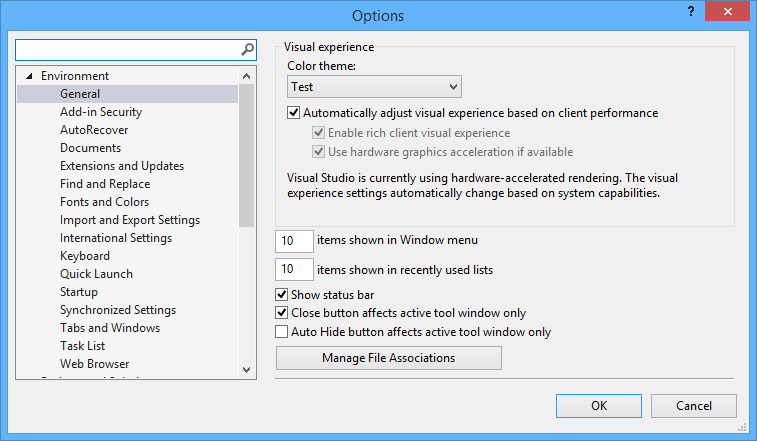 Options
Environment
General
Add-in Security
AutoRecover
Documents
Extensions and Updates
Find and Replace
Fonts and Colors
Import and Export Settings
International Settings
Keyboard
Quick Launch
Startup
Synchronized Settings
Tabs and Windows
Task List
Web Browser
Visual experience
Color theme:
Test
Automatically adjust visual experience based on client performance
Enable rich client visual experience
Use hardware graphics acceleration if available
Visual Studio is currently using hardware-accelerated rendering. The visual
experience settings automatically change based on system capabilities.
10 items shown in Window menu
10 items shown in recently used lists
Show status bar
Close button affects active tool window only
Auto Hide button affects active tool window only
Manage File Associations
OK
Cancel